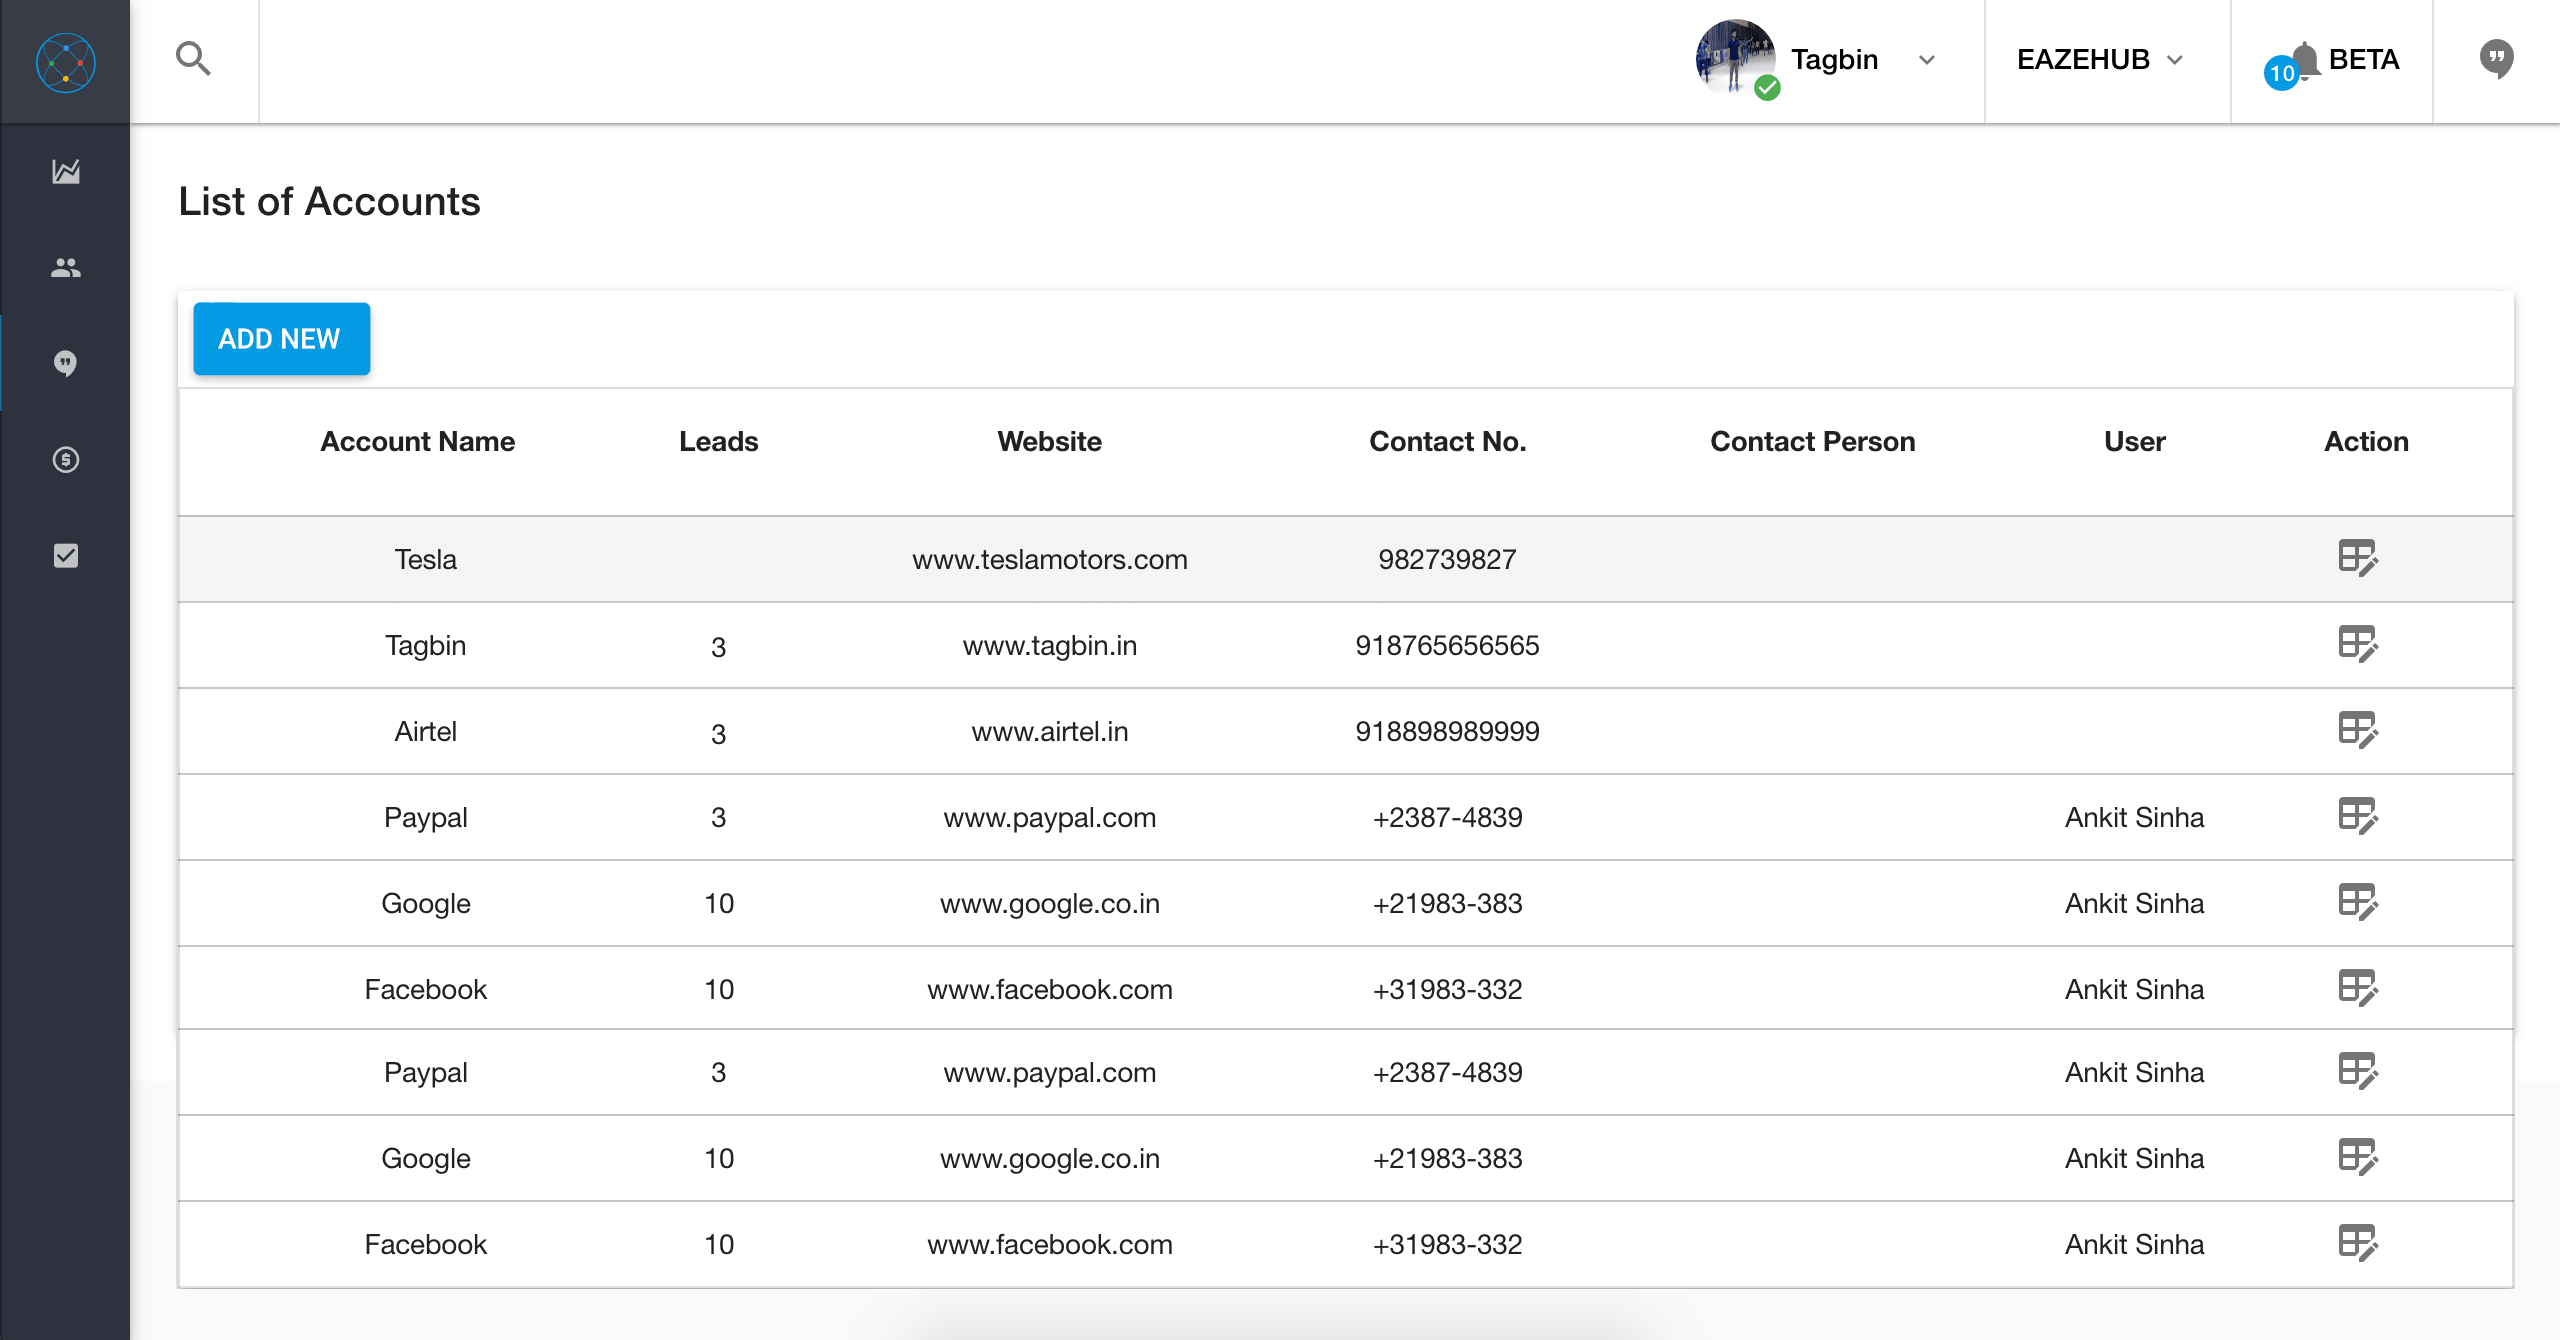 Tagbin EAZEHUB 10 BETA
List of Accounts
ADD NEW
Account Name Leads Website Contact No. Contact Person User Action
Tesla www.teslamotors.com 982739827
Tagbin 3 www.tagbin.in 918765656565
Airtel 3 www.airtel.in 918898989999
Paypal 3 www.paypal.com +2387-4839 Ankit Sinha
Google 10 www.google.co.in +21983-383 Ankit Sinha
Facebook 10 www.facebook.com +31983-332 Ankit Sinha
Paypal 3 www.paypal.com +2387-4839 Ankit Sinha
Google 10 www.google.co.in +21983-383 Ankit Sinha
Facebook 10 www.facebook.com +31983-332 Ankit Sinha